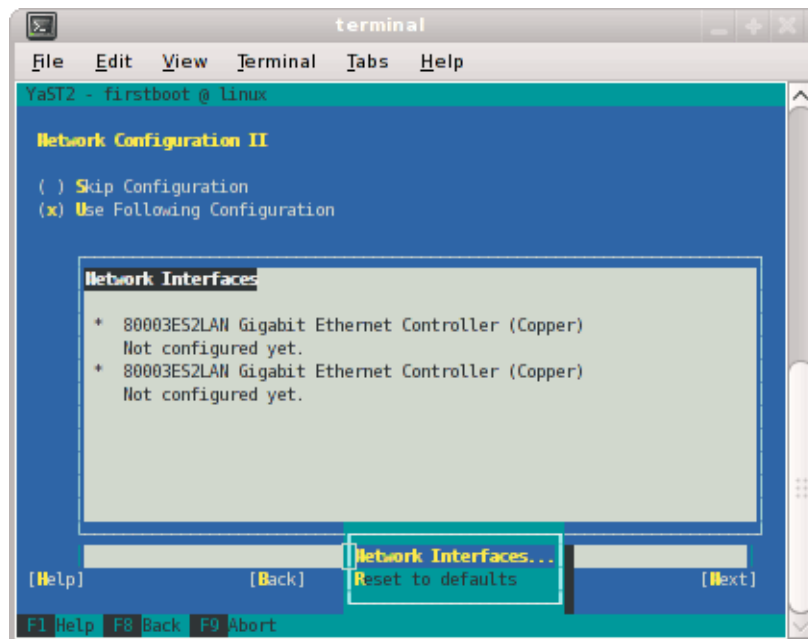 terminal
File Edit View Terminal Tabs Help
YaST2 - firstboot @ linux
Network Configuration II
( ) Skip Configuration
(x) Use Following Configuration
Network Interfaces
* 80003ES2LAN Gigabit Ethernet Controller (Copper)
Not configured yet.
* 80003ES2LAN Gigabit Ethernet Controller (Copper)
Not configured yet.
Network Interfaces...
[Help] [Back] Reset to defaults [Next]
F1 Help F8 Back F9 Abort